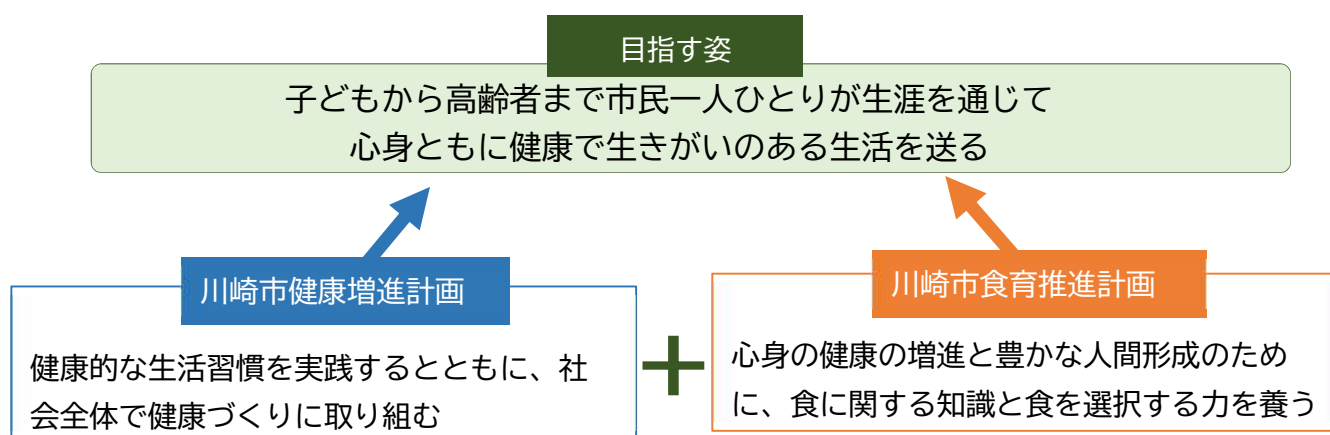 目指す姿
子どもから高齢者まで市民一人ひとりが生涯を通じて
心身ともに健康で生きがいのある生活を送る
川崎市健康増進計画
健康的な生活習慣を実践するとともに、社
会全体で健康づくりに取り組む
川崎市食育推進計画
心身の健康の増進と豊かな人間形成のため
に、食に関する知識と食を選択する力を養う